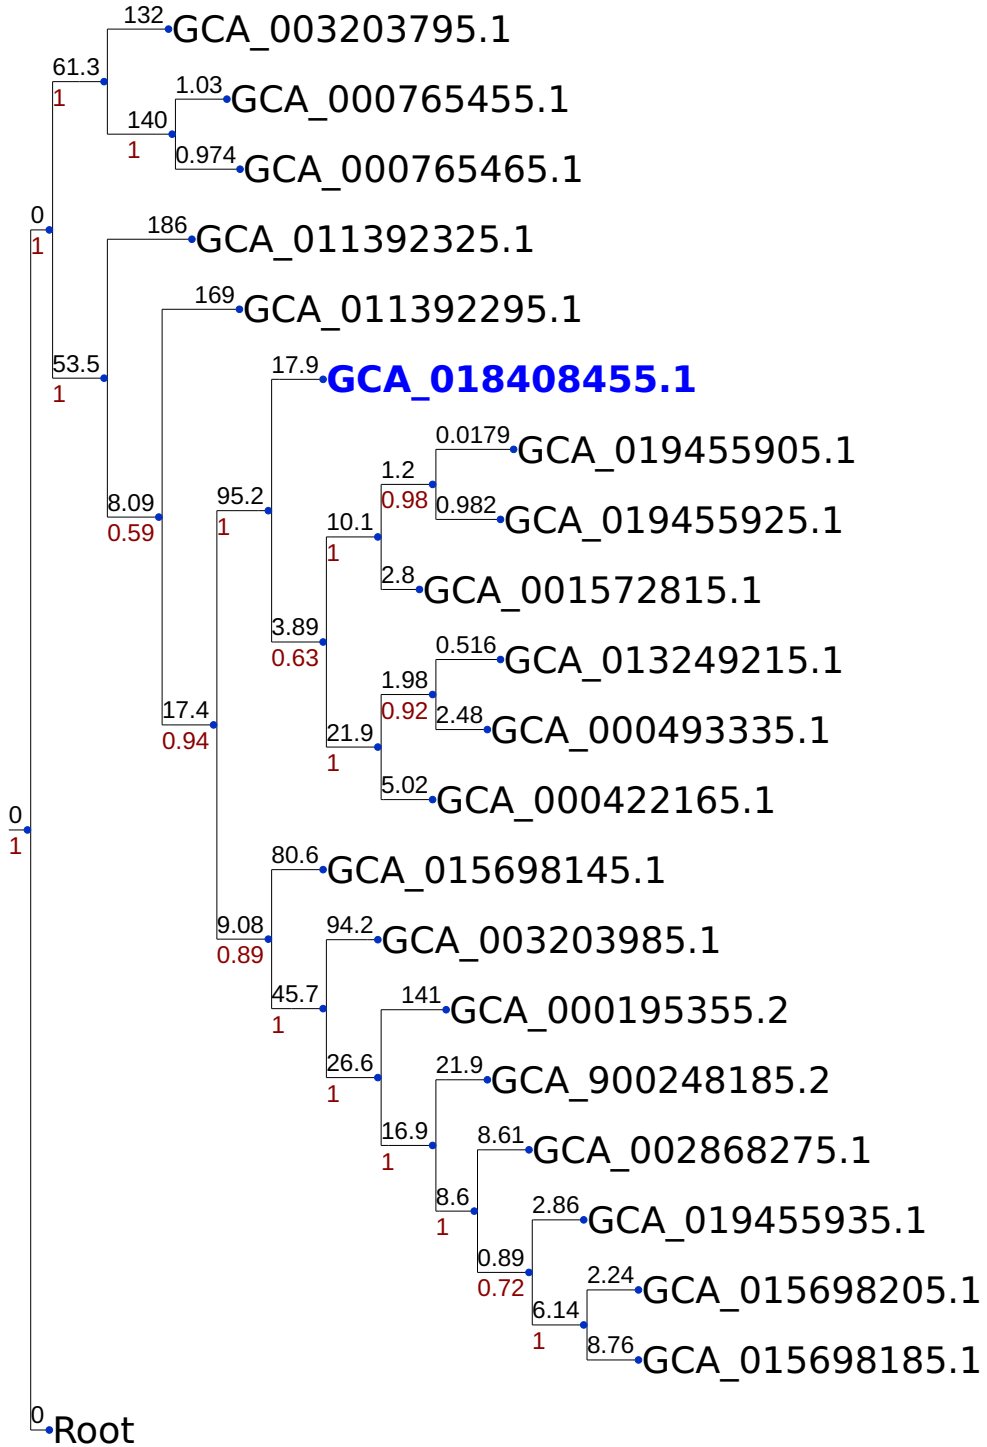 132
GCA_003203795.1
61.3
1
1.03
GCA_000765455.1
140
1
0.974
GCA_000765465.1
0
1
186
GCA_011392325.1
169
GCA_011392295.1
53.5
1
17.9
GCA_018408455.1
0.0179
GCA_019455905.1
1.2
0.98
0.982
GCA_019455925.1
8.09
0.59
95.2
1
10.1
1
2.8
GCA_001572815.1
3.89
0.63
0.516
GCA_013249215.1
1.98
0.92
2.48
GCA_000493335.1
17.4
0.94
21.9
1
5.02
GCA_000422165.1
0
1
80.6
GCA_015698145.1
9.08
0.89
94.2
GCA_003203985.1
45.7
1
141
GCA_000195355.2
26.6
1
21.9
GCA_900248185.2
16.9
1
8.61
GCA_002868275.1
8.6
1
2.86
GCA_019455935.1
0.89
0.72
2.24
GCA_015698205.1
6.14
1
8.76
GCA_015698185.1
0
Root